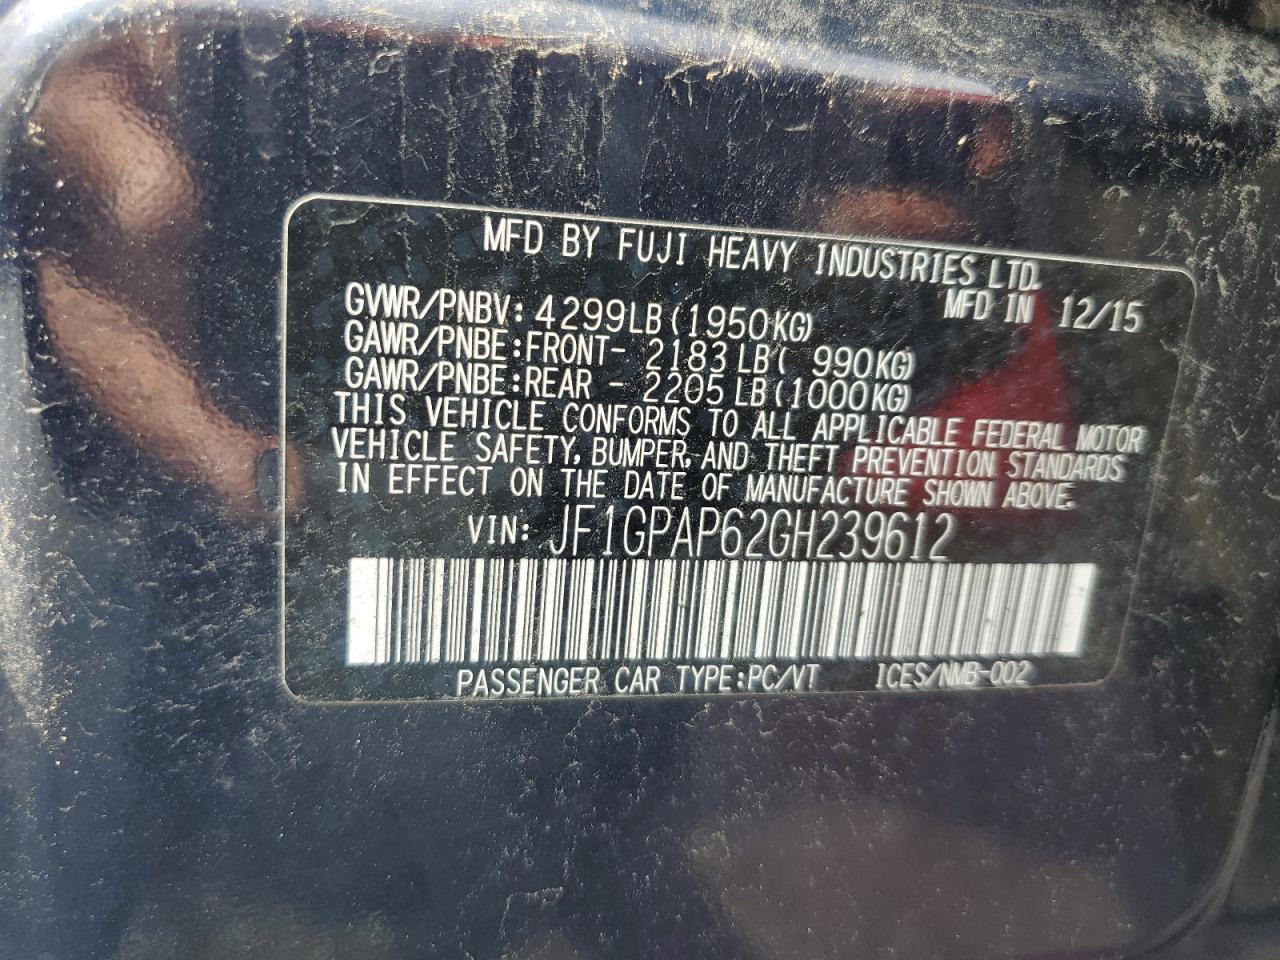 MFD BY FUJI HEAVY INDUSTRIES LTD.
MFD IN 12/15
GVWR/PNBV: 4299LB (1950KG)
GAWR/PNBE:FRONT- 2183 LB( 990KG)
GAWR/PNBE:REAR - 2205 LB (1000KG)
THIS VEHICLE CONFORMS TO ALL APPLICABLE FEDERAL MOTOR
VEHICLE SAFETY, BUMPER, AND THEFT PREVENTION STANDARDS
IN EFFECT ON THE DATE OF MANUFACTURE SHOWN ABOVE.
VIN: JF1GPAP62GH239612
PASSENGER CAR TYPE:PC/VT ICES/NMB-002